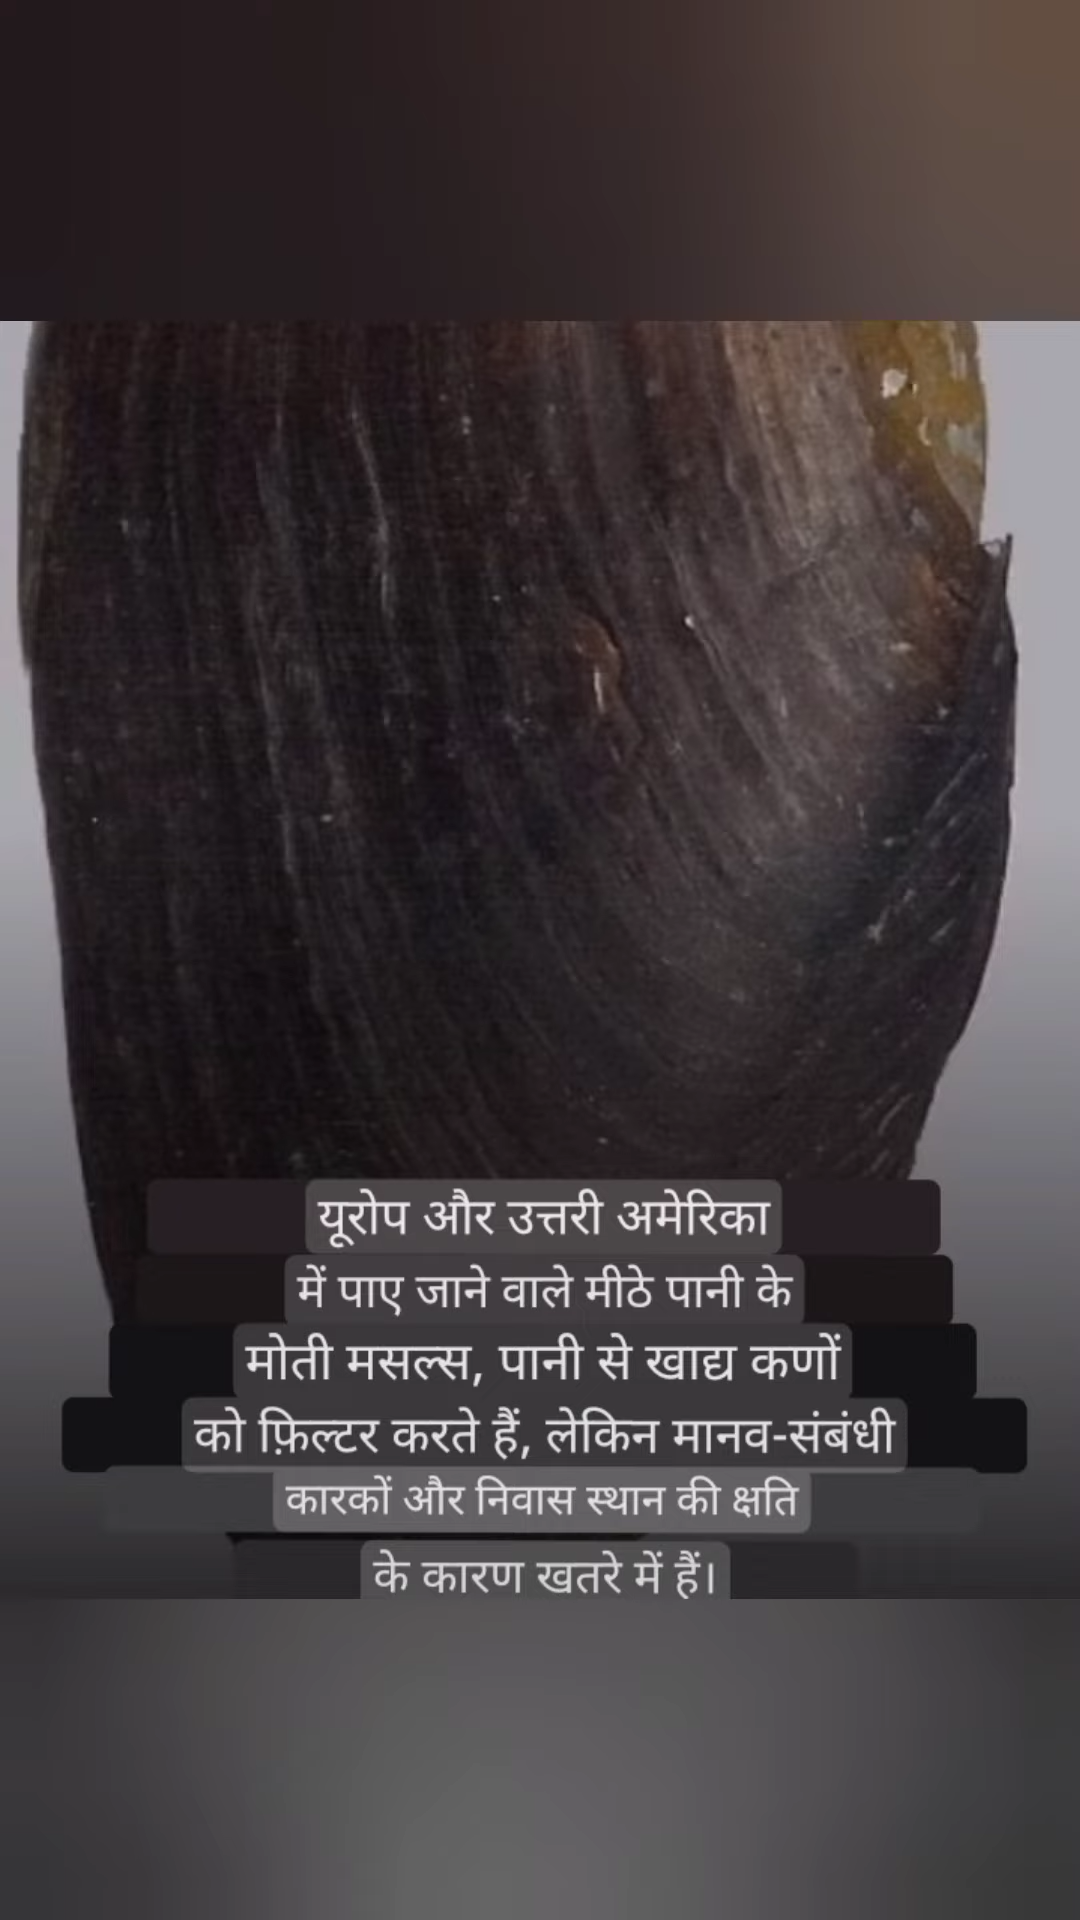 यूरोप और उत्तरी अमेरिका
में पाए जाने वाले मीठे पानी के
मोती मसल्स, पानी से खाद्य कणों
को फ़िल्टर करते हैं, लेकिन मानव-संबंधी
कारकों और निवास स्थान की क्षति
के कारण खतरे में हैं।